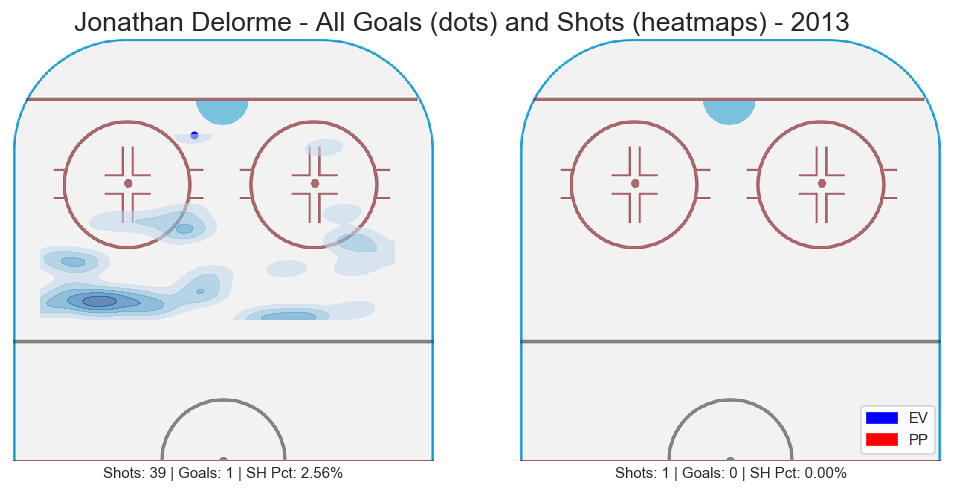 Jonathan Delorme - All Goals (dots) and Shots (heatmaps) - 2013
EV
PP
Shots: 39 | Goals: 1 | SH Pct: 2.56%
Shots: 1 | Goals: 0 | SH Pct: 0.00%